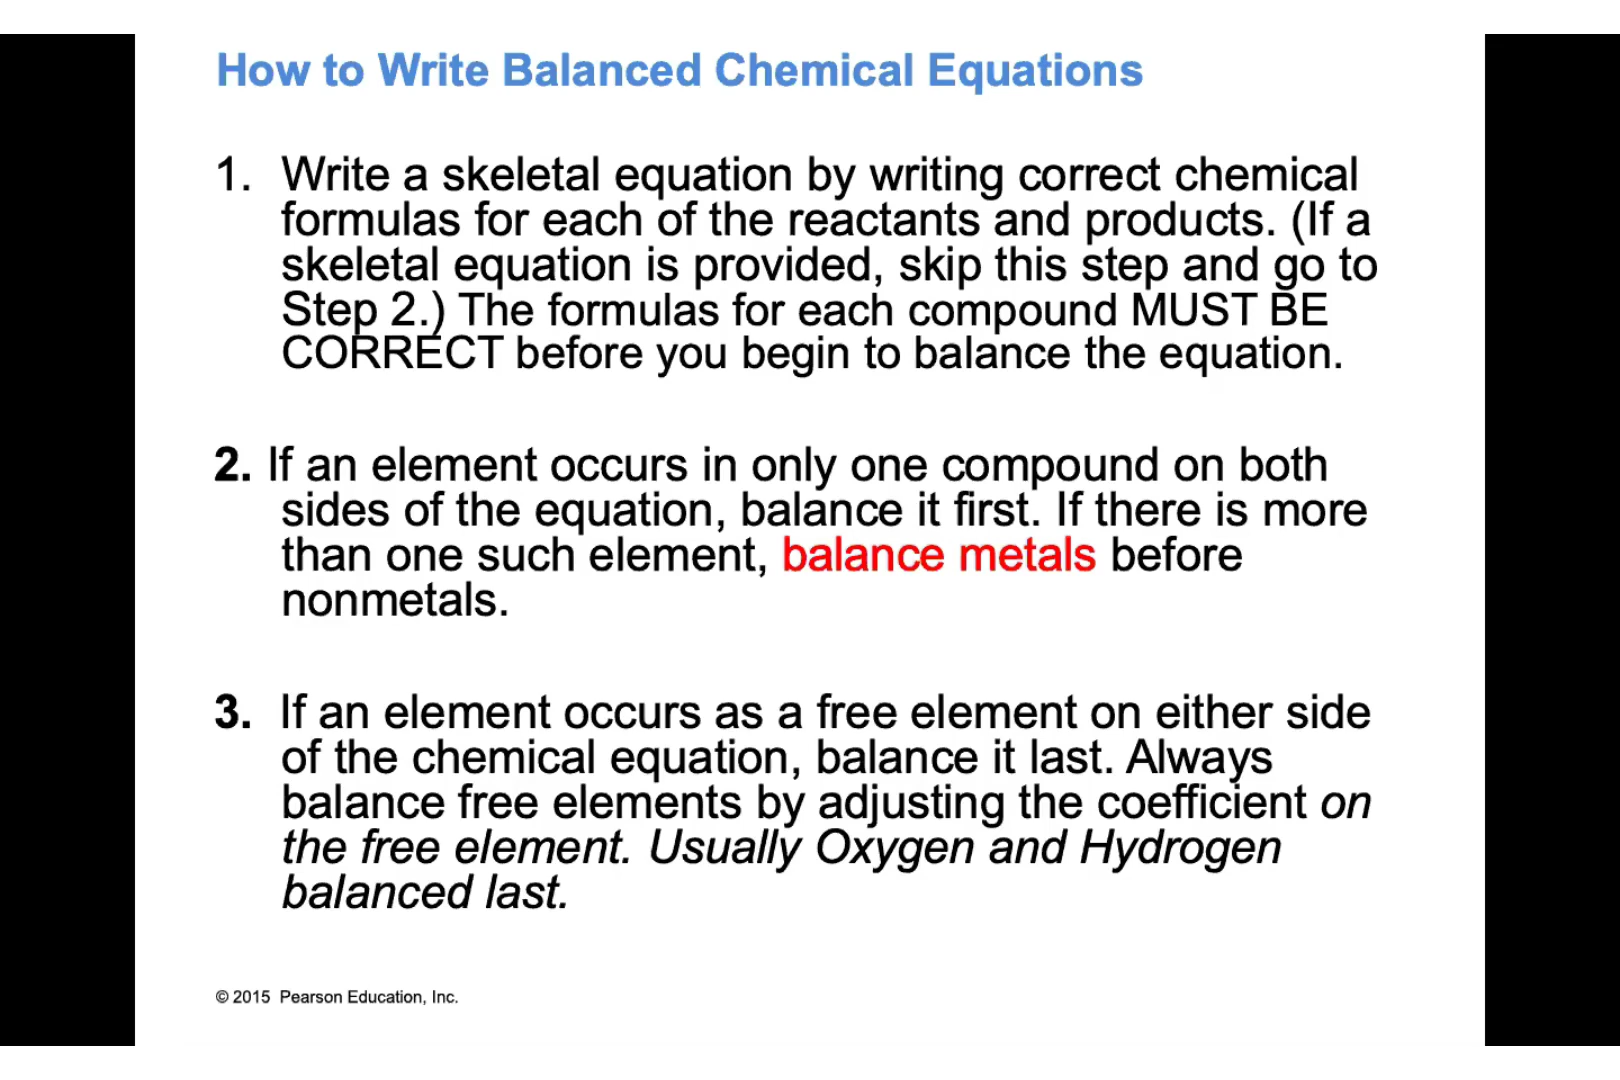 How to Write Balanced Chemical Equations
1. Write a skeletal equation by writing correct chemical
formulas for each of the reactants and products. (If a
skeletal equation is provided, skip this step and go to
Step 2.) The formulas for each compound MUST BE
CORRECT before you begin to balance the equation.
2. If an element occurs in only one compound on both
sides of the equation, balance it first. If there is more
than one such element, balance metals before
nonmetals.
3. If an element occurs as a free element on either side
of the chemical equation, balance it last. Always
balance free elements by adjusting the coefficient on
the free element. Usually Oxygen and Hydrogen
balanced last.
© 2015 Pearson Education, Inc.